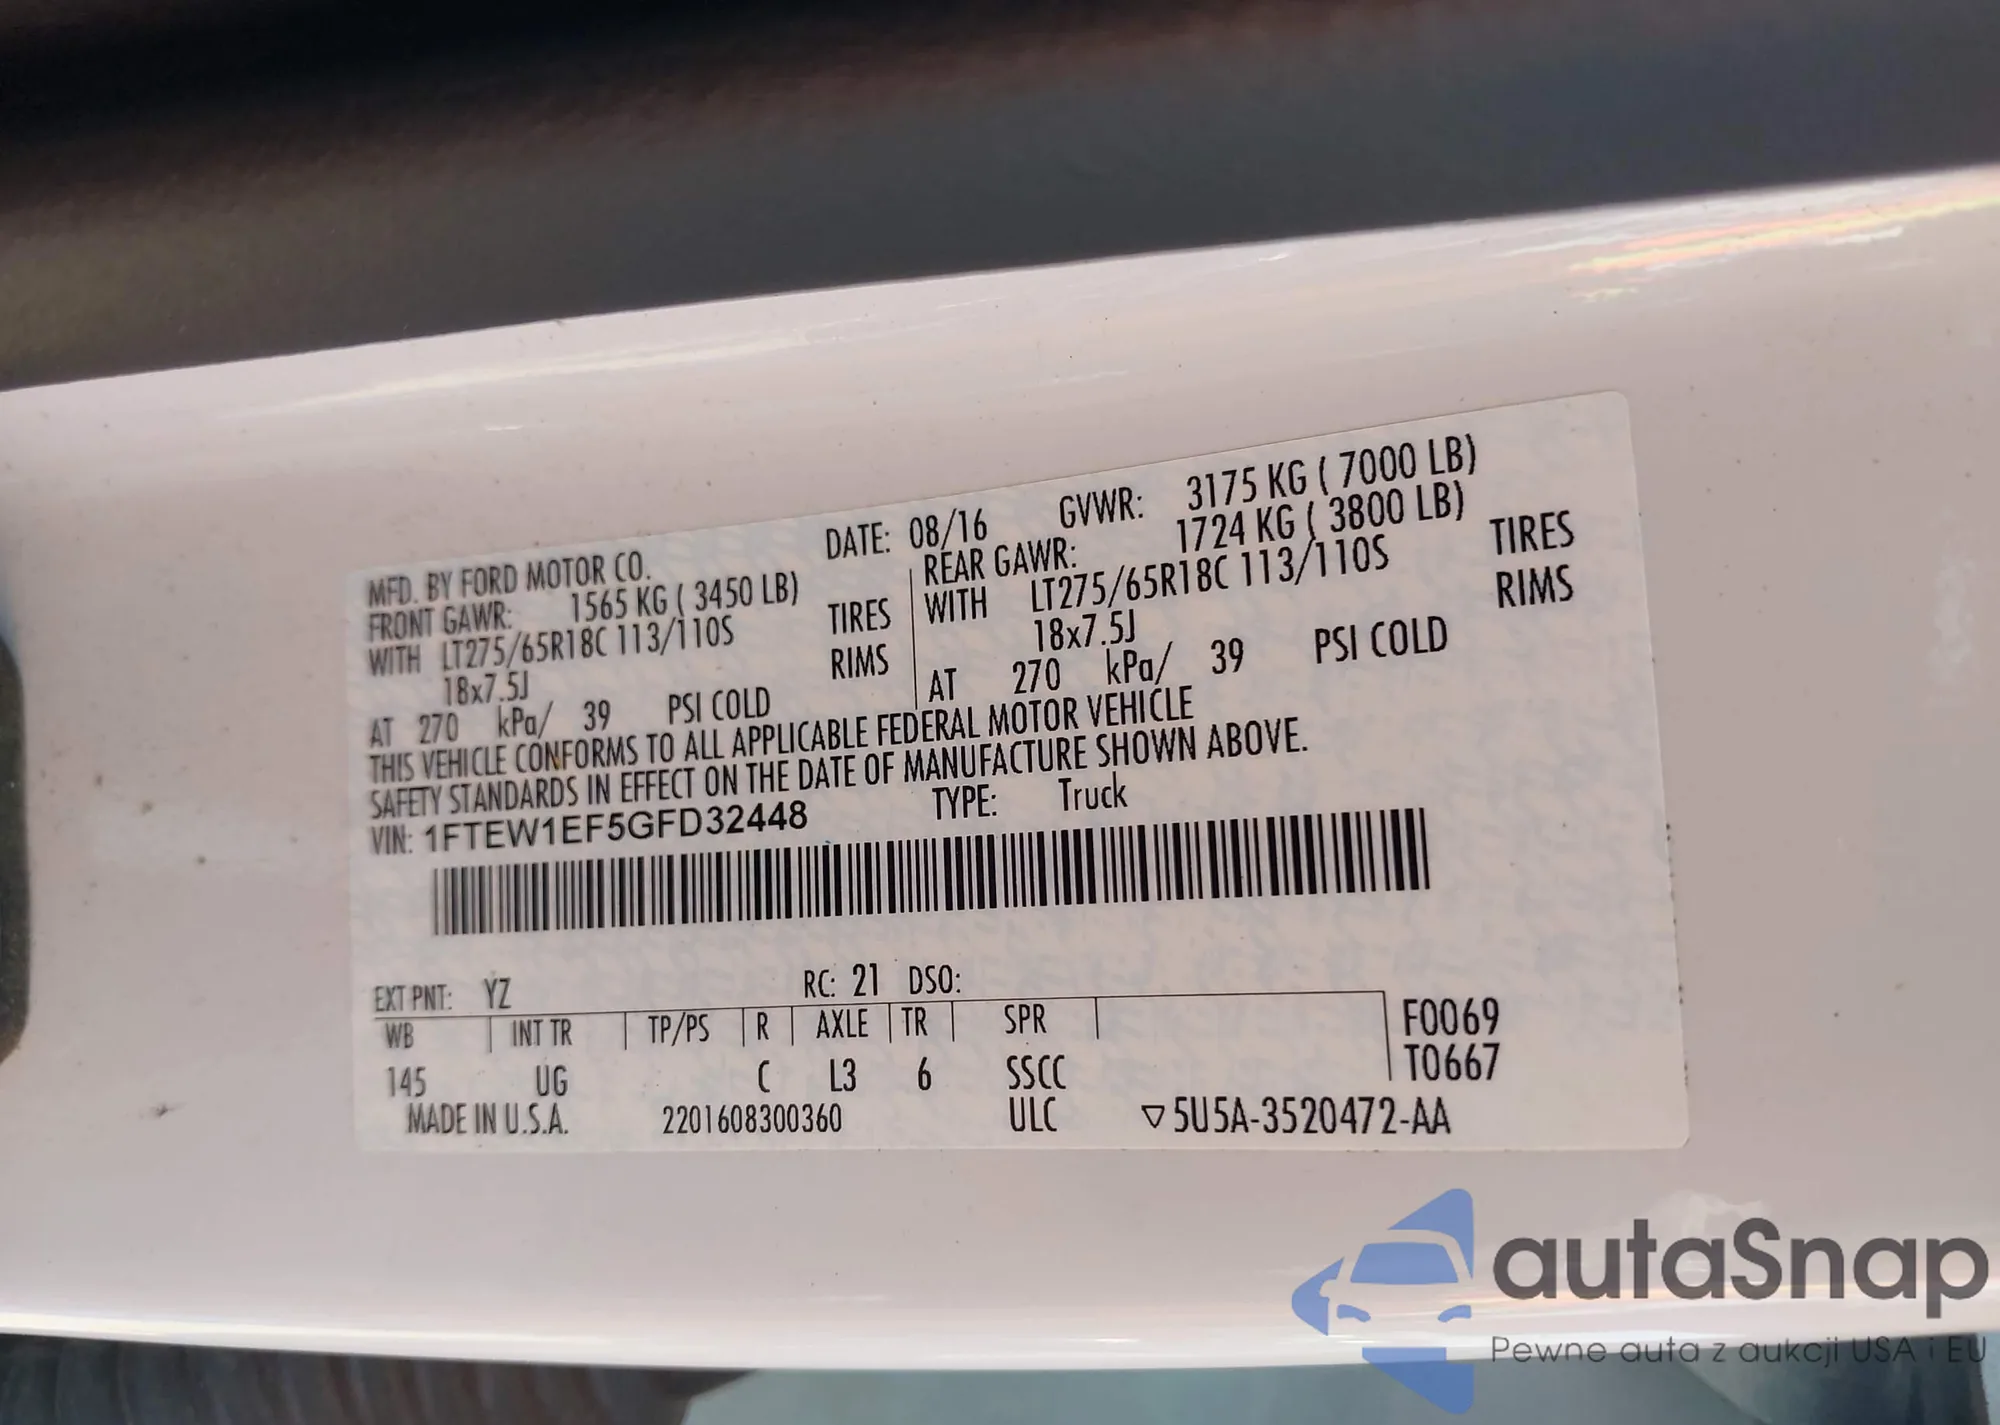 MFD. BY FORD MOTOR CO. DATE: 08/16 GVWR: 3175 KG ( 7000 LB)
FRONT GAWR: 1565 KG ( 3450 LB) REAR GAWR: 1724 KG ( 3800 LB)
WITH LT275/65R18C 113/110S TIRES WITH LT275/65R18C 113/110S TIRES
18x7.5J RIMS 18x7.5J RIMS
AT 270 kPa/ 39 PSI COLD AT 270 kPa/ 39 PSI COLD
THIS VEHICLE CONFORMS TO ALL APPLICABLE FEDERAL MOTOR VEHICLE
SAFETY STANDARDS IN EFFECT ON THE DATE OF MANUFACTURE SHOWN ABOVE.
VIN: 1FTEW1EF5GFD32448 TYPE: Truck
EXT PNT: YZ RC: 21 DSO:
WB INT TR TP/PS R AXLE TR SPR F0069
145 UG C L3 6 SSCC T0667
MADE IN U.S.A. 2201608300360 ULC ▽5U5A-3520472-AA
autaSnap
Pewne auta z aukcji USA i EU